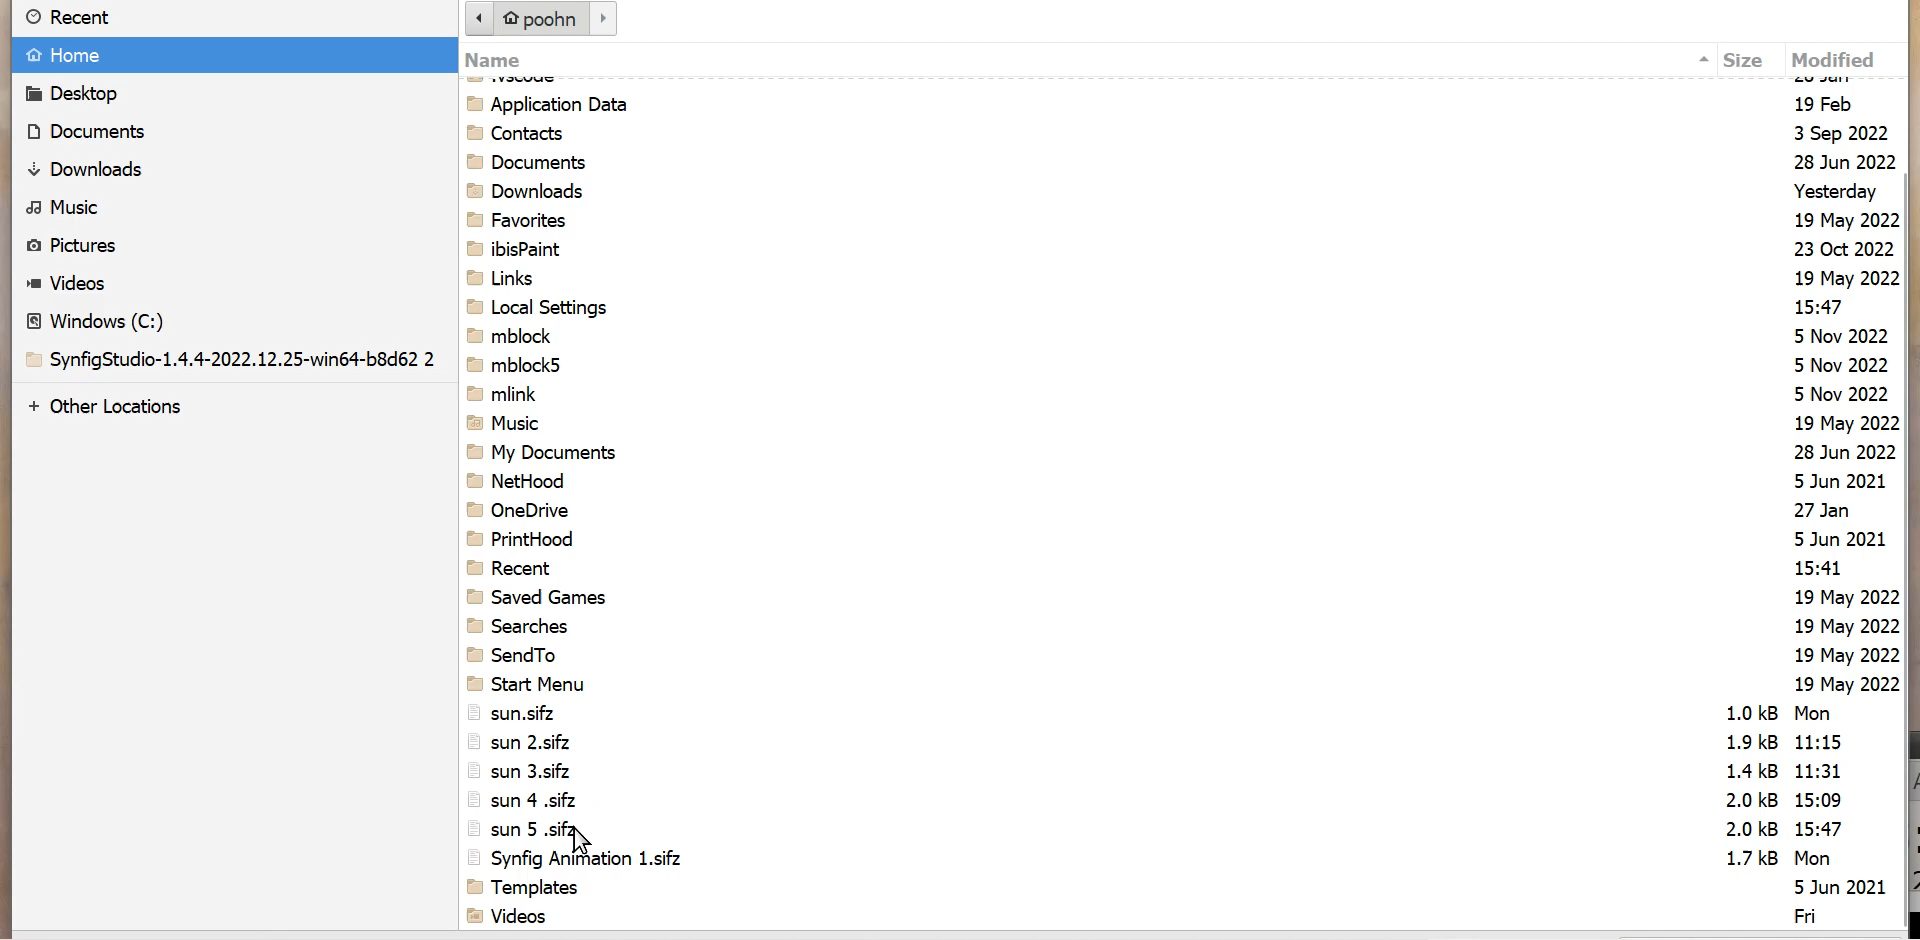 Recent
Home
Desktop
Documents
Downloads
Music
Pictures
Videos
Windows (C:)
SynfigStudio-1.4.4-2022.12.25-win64-b8d62 2
Other Locations
poohn
Name Size Modified
.vscode 28 Jan
Application Data 19 Feb
Contacts 3 Sep 2022
Documents 28 Jun 2022
Downloads Yesterday
Favorites 19 May 2022
ibisPaint 23 Oct 2022
Links 19 May 2022
Local Settings 15:47
mblock 5 Nov 2022
mblock5 5 Nov 2022
mlink 5 Nov 2022
Music 19 May 2022
My Documents 28 Jun 2022
NetHood 5 Jun 2021
OneDrive 27 Jan
PrintHood 5 Jun 2021
Recent 15:41
Saved Games 19 May 2022
Searches 19 May 2022
SendTo 19 May 2022
Start Menu 19 May 2022
sun.sifz 1.0 kB Mon
sun 2.sifz 1.9 kB 11:15
sun 3.sifz 1.4 kB 11:31
sun 4 .sifz 2.0 kB 15:09
sun 5 .sifz 2.0 kB 15:47
Synfig Animation 1.sifz 1.7 kB Mon
Templates 5 Jun 2021
Videos Fri